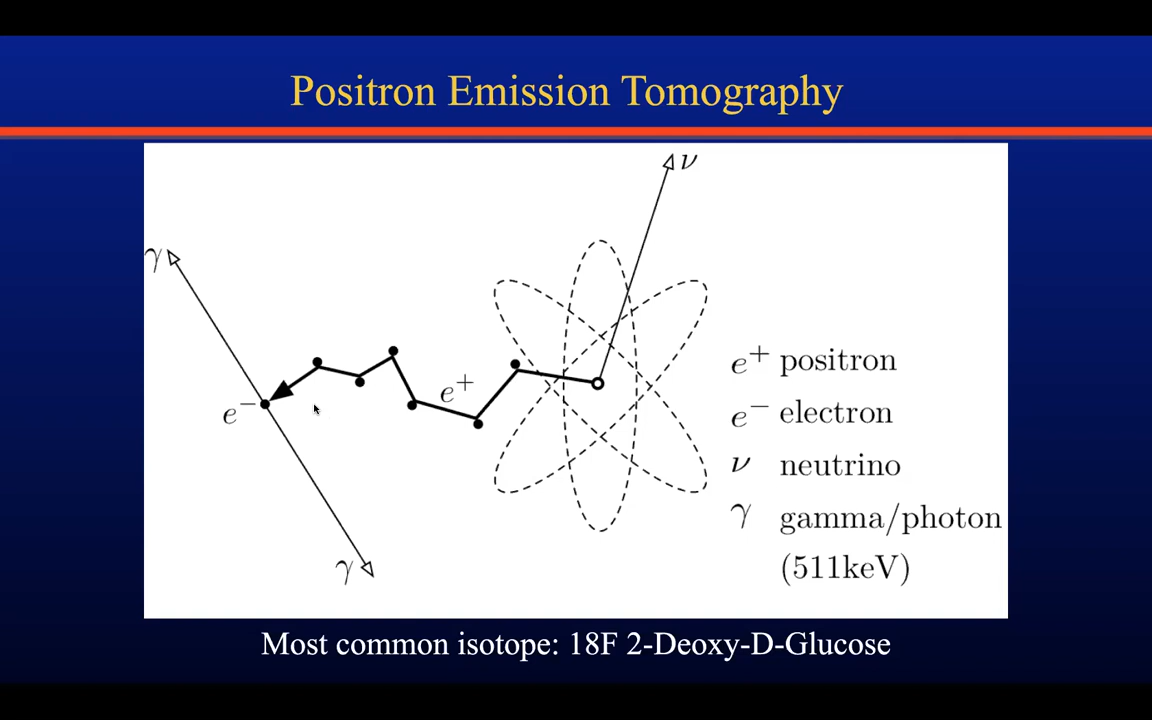 Positron Emission Tomography
ν
γ
e⁺
e⁻
γ
e⁺ positron
e⁻ electron
ν neutrino
γ gamma/photon
(511keV)
Most common isotope: 18F 2-Deoxy-D-Glucose